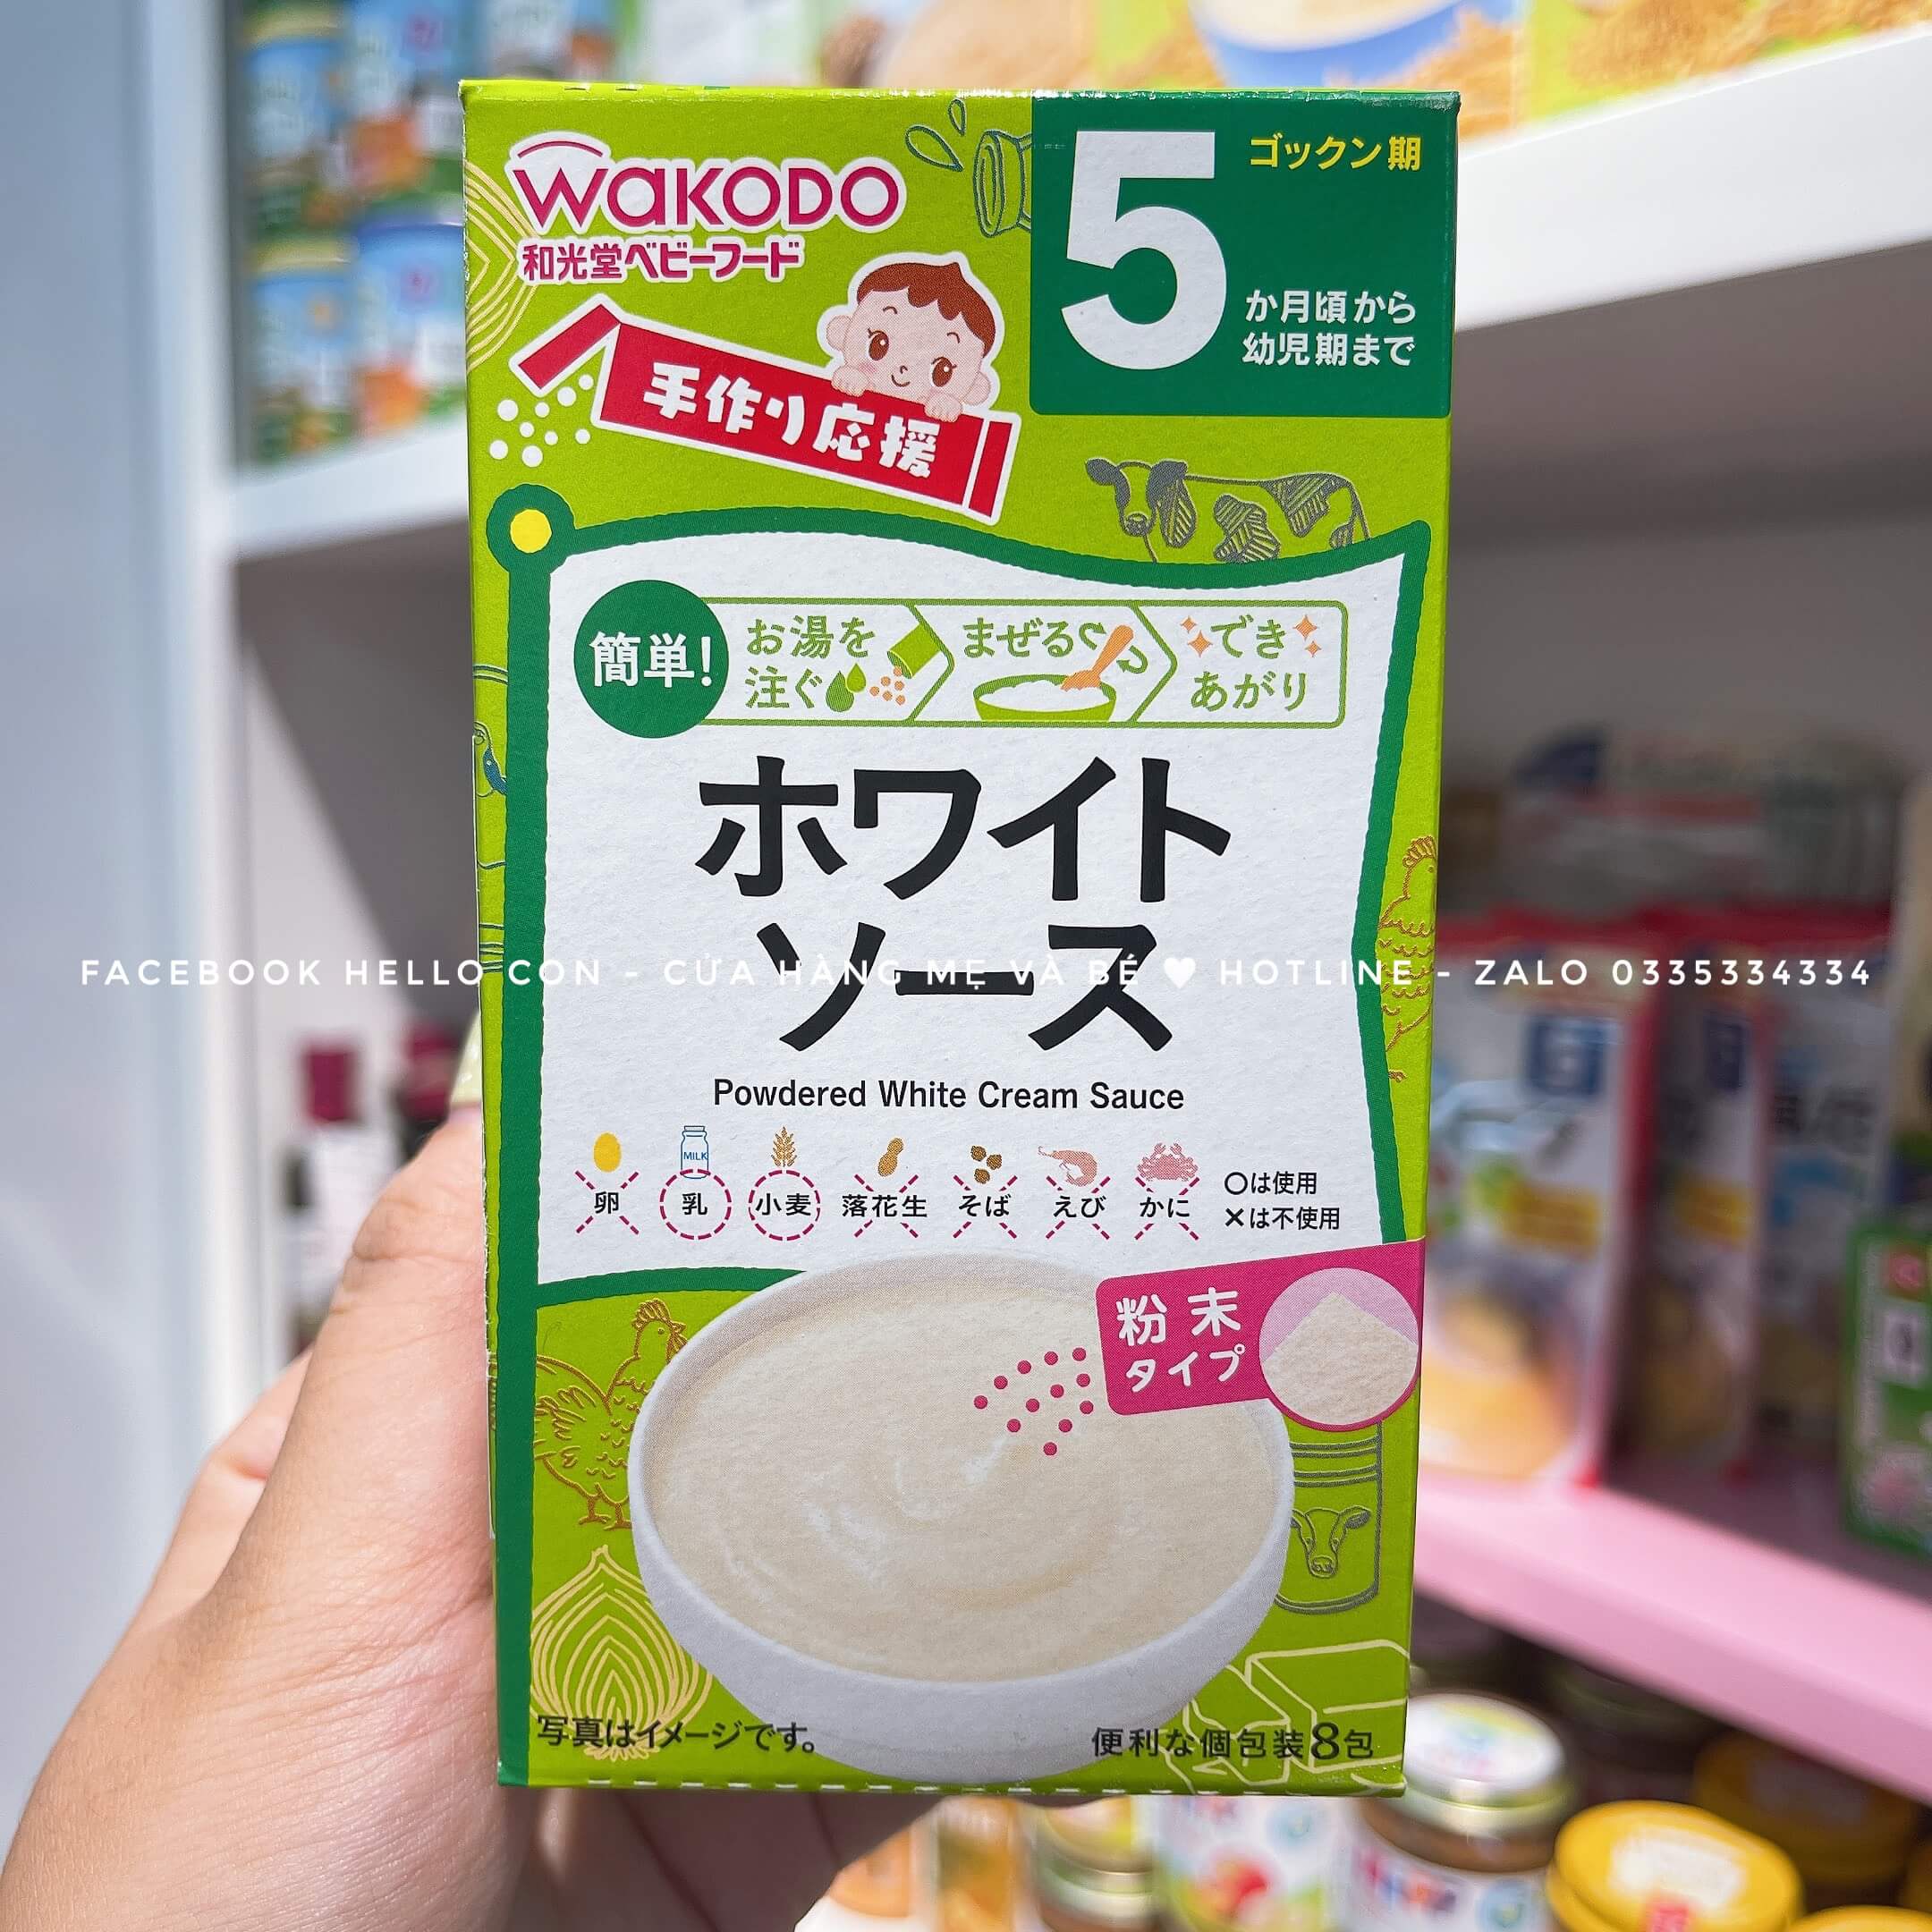 WAKODO
和光堂ベビーフード
手作り応援
5
ゴックン期
か月頃から
幼児期まで
簡単!
お湯を
注ぐ
まぜる
でき
あがり
ホワイト
ソース
FACEBOOK HELLO CON - CỬA HÀNG MẸ VÀ BÉ ♥ HOTLINE - ZALO 0335334334
Powdered White Cream Sauce
MILK
卵 乳 小麦 落花生 そば えび かに
○は使用
×は不使用
粉末
タイプ
写真はイメージです。
便利な個包装8包